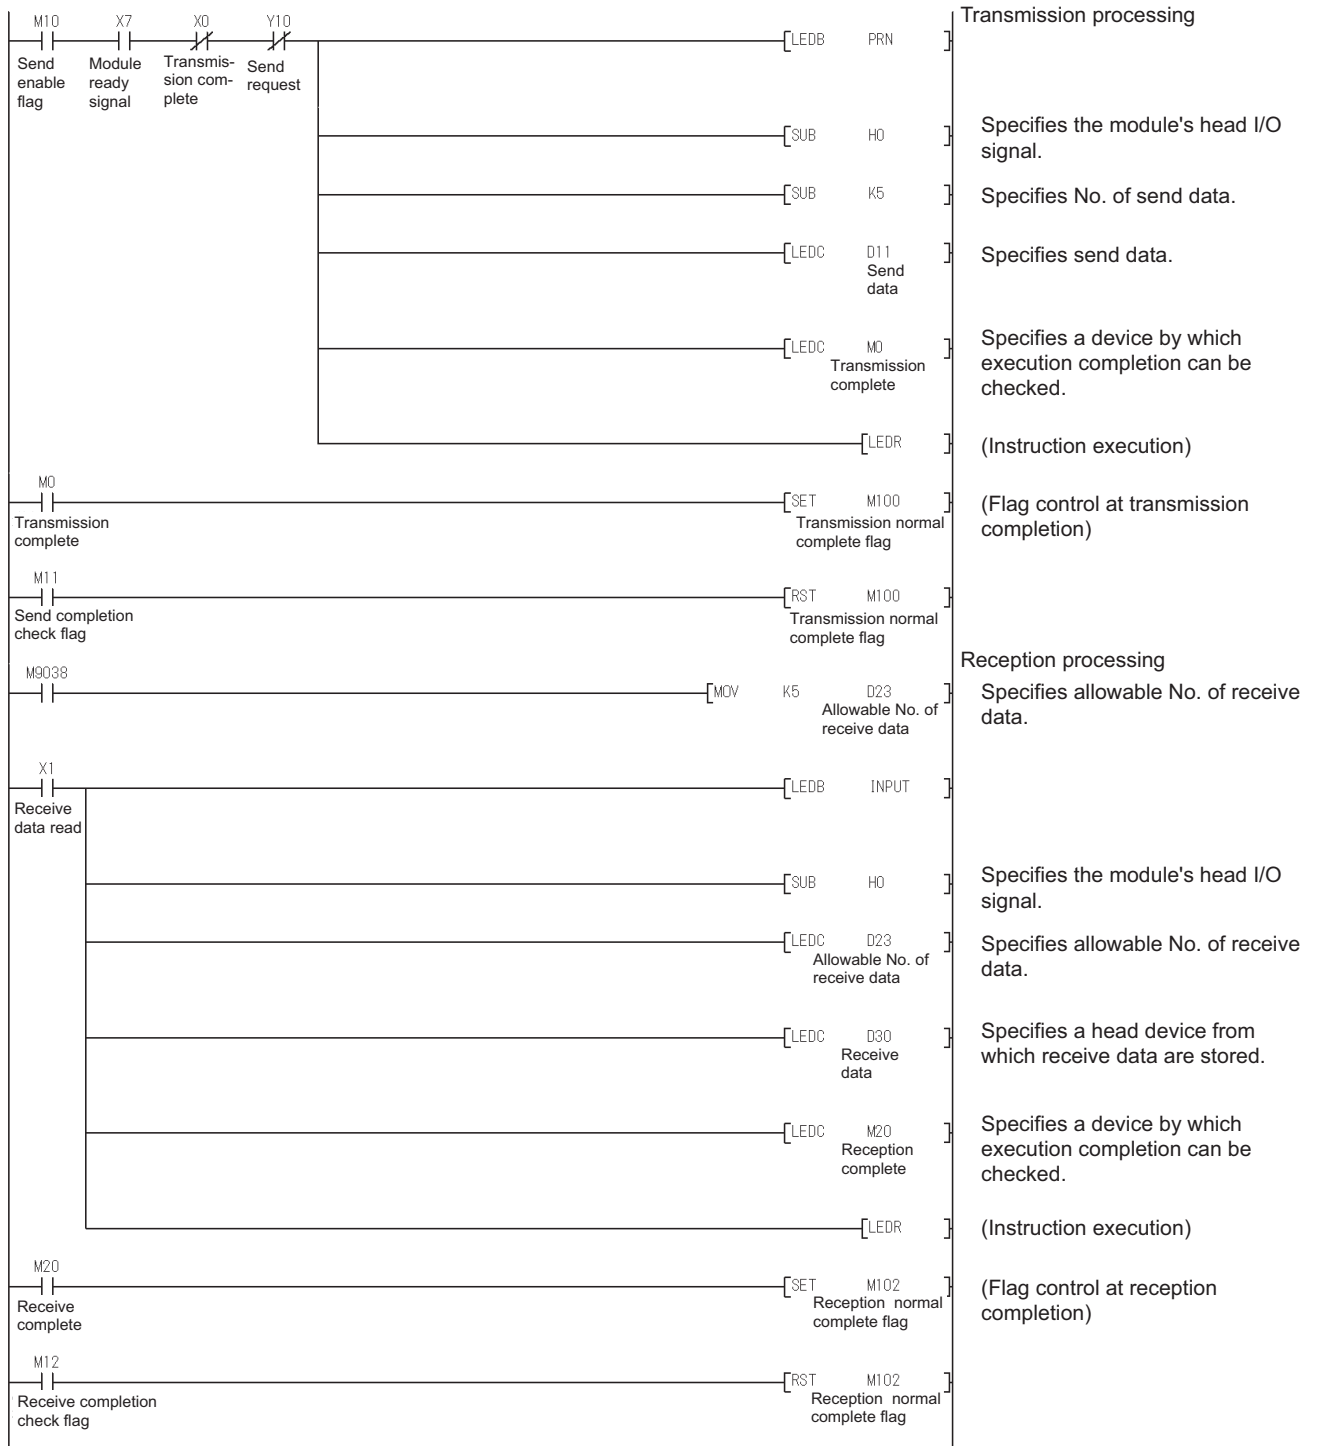 Transmission processing
M10 X7 X0 Y10
LEDB PRN
Send enable flag
Module ready signal
Transmis-sion com-plete
Send request
SUB H0
Specifies the module's head I/O signal.
SUB K5
Specifies No. of send data.
LEDC D11
Send data
Specifies send data.
LEDC M0
Transmission complete
Specifies a device by which execution completion can be checked.
LEDR
(Instruction execution)
M0
Transmission complete
SET M100
Transmission normal complete flag
(Flag control at transmission completion)
M11
Send completion check flag
RST M100
Transmission normal complete flag
Reception processing
M9038
MOV K5 D23
Allowable No. of receive data
Specifies allowable No. of receive data.
X1
Receive data read
LEDB INPUT
SUB H0
Specifies the module's head I/O signal.
LEDC D23
Allowable No. of receive data
Specifies allowable No. of receive data.
LEDC D30
Receive data
Specifies a head device from which receive data are stored.
LEDC M20
Reception complete
Specifies a device by which execution completion can be checked.
LEDR
(Instruction execution)
M20
Receive complete
SET M102
Reception normal complete flag
(Flag control at reception completion)
M12
Receive completion check flag
RST M102
Reception normal complete flag